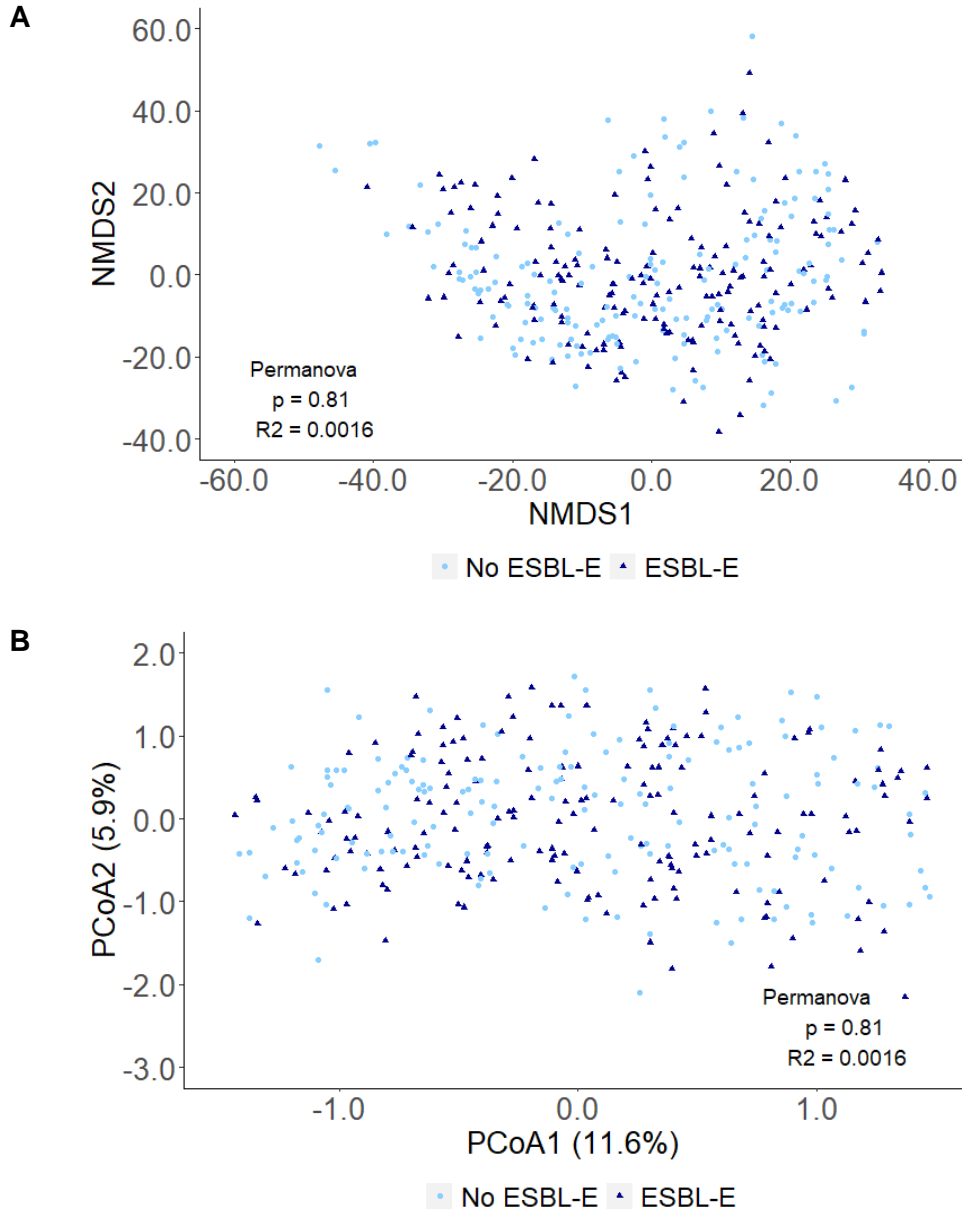 A
60.0
40.0
20.0
0.0
-20.0
-40.0
NMDS2
Permanova
p = 0.81
R2 = 0.0016
-60.0 -40.0 -20.0 0.0 20.0 40.0
NMDS1
No ESBL-E ESBL-E
B
2.0
1.0
0.0
-1.0
-2.0
-3.0
PCoA2 (5.9%)
Permanova
p = 0.81
R2 = 0.0016
-1.0 0.0 1.0
PCoA1 (11.6%)
No ESBL-E ESBL-E